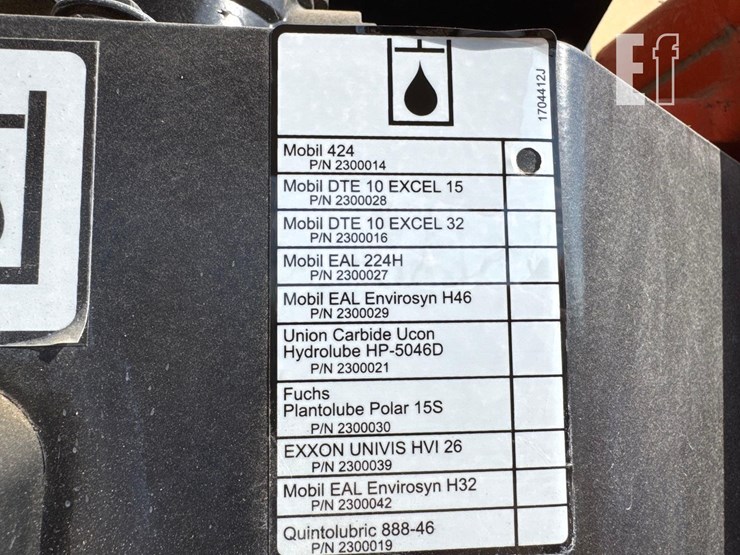 Ef
1704412J
Mobil 424
P/N 2300014
Mobil DTE 10 EXCEL 15
P/N 2300028
Mobil DTE 10 EXCEL 32
P/N 2300016
Mobil EAL 224H
P/N 2300027
Mobil EAL Envirosyn H46
P/N 2300029
Union Carbide Ucon
Hydrolube HP-5046D
P/N 2300021
Fuchs
Plantolube Polar 15S
P/N 2300030
EXXON UNIVIS HVI 26
P/N 2300039
Mobil EAL Envirosyn H32
P/N 2300042
Quintolubric 888-46
P/N 2300019